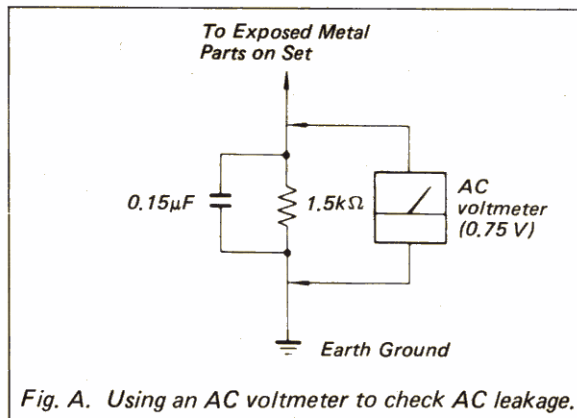 To Exposed Metal
Parts on Set
0.15µF
1.5kΩ
AC
voltmeter
(0.75 V)
Earth Ground
Fig. A. Using an AC voltmeter to check AC leakage.